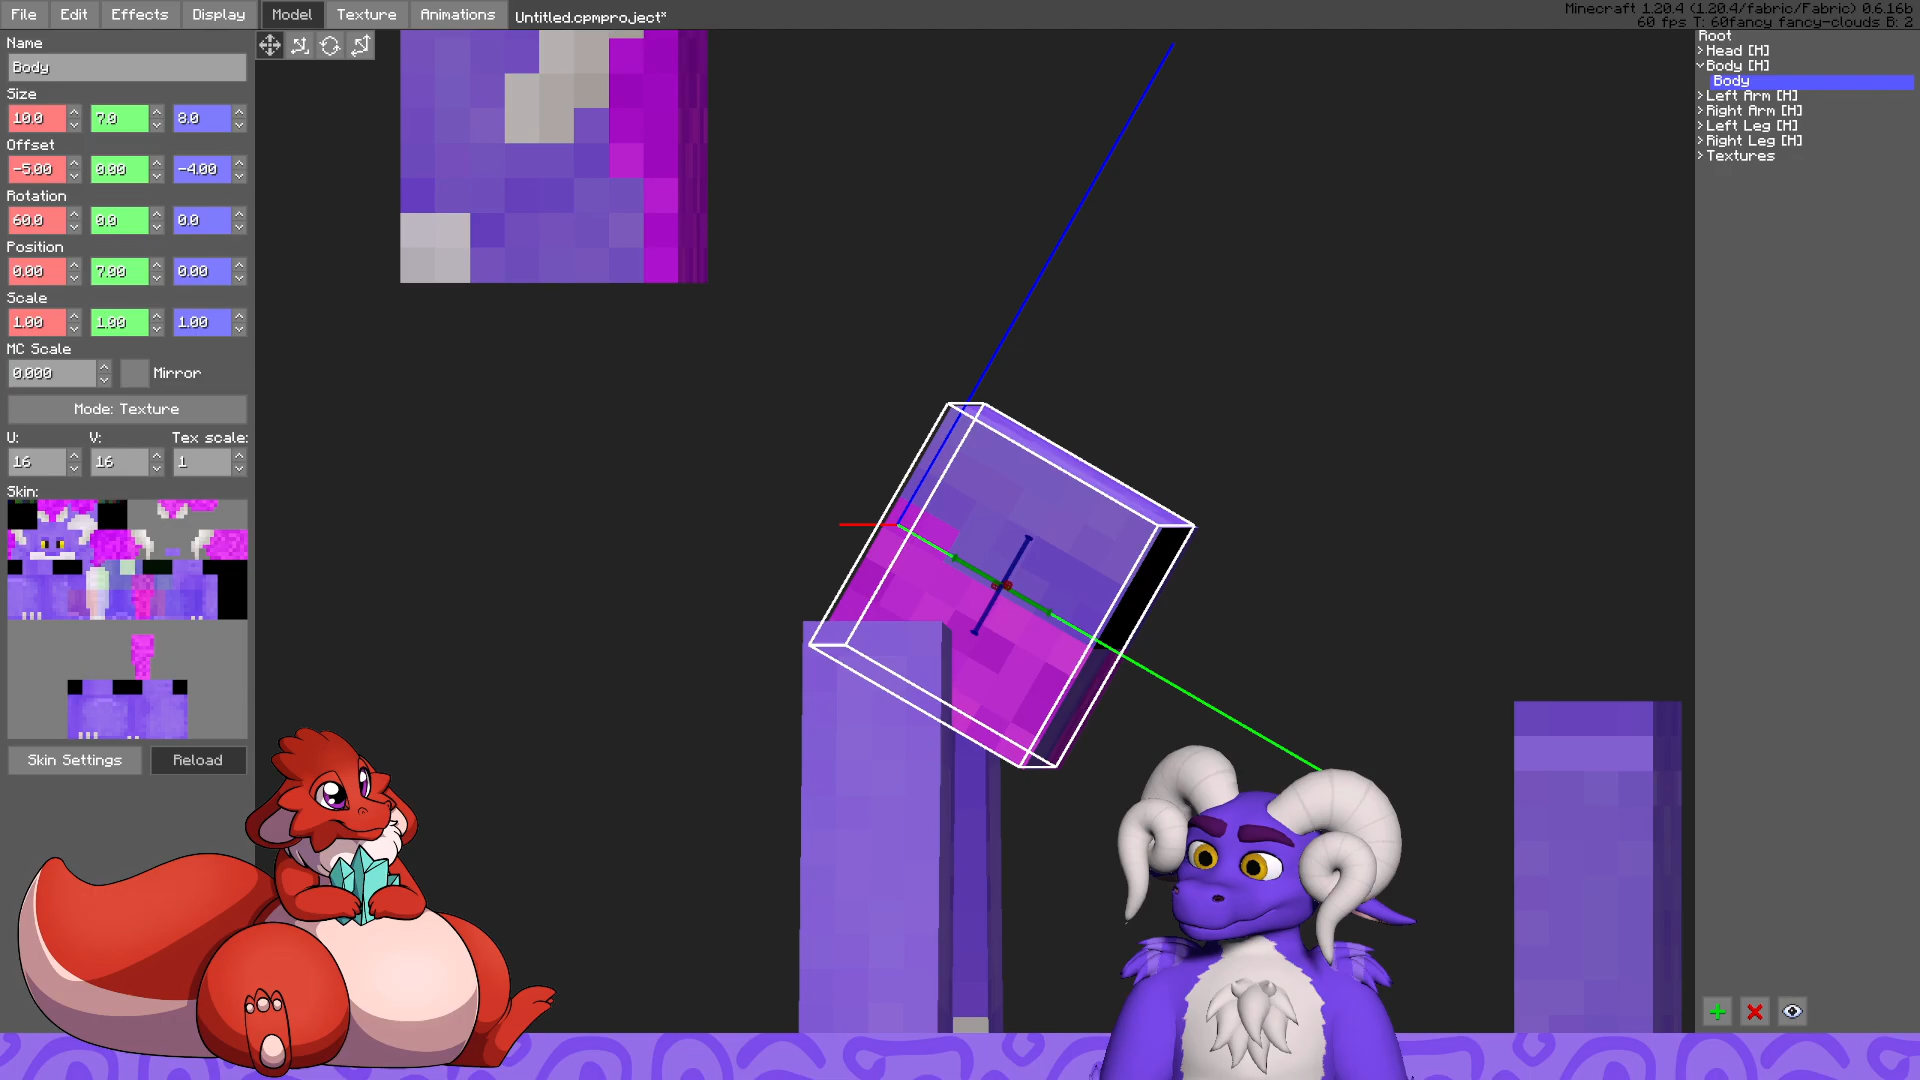 File Edit Effects Display Model Texture Animations Untitled.cpmproject*
Minecraft 1.20.4 (1.20.4/fabric/Fabric) 0.6.16b
60 fps T: 60fancy fancy-clouds B: 2
Name
Body
Size
10.0 7.0 8.0
Offset
-5.00 0.00 -4.00
Rotation
60.0 0.0 0.0
Position
0.00 7.00 0.00
Scale
1.00 1.00 1.00
MC Scale
0.000 Mirror
Mode: Texture
U: V: Tex scale:
16 16 1
Skin:
Skin Settings Reload
Root
>Head [H]
Body [H]
Body
>Left Arm [H]
>Right Arm [H]
>Left Leg [H]
>Right Leg [H]
>Textures